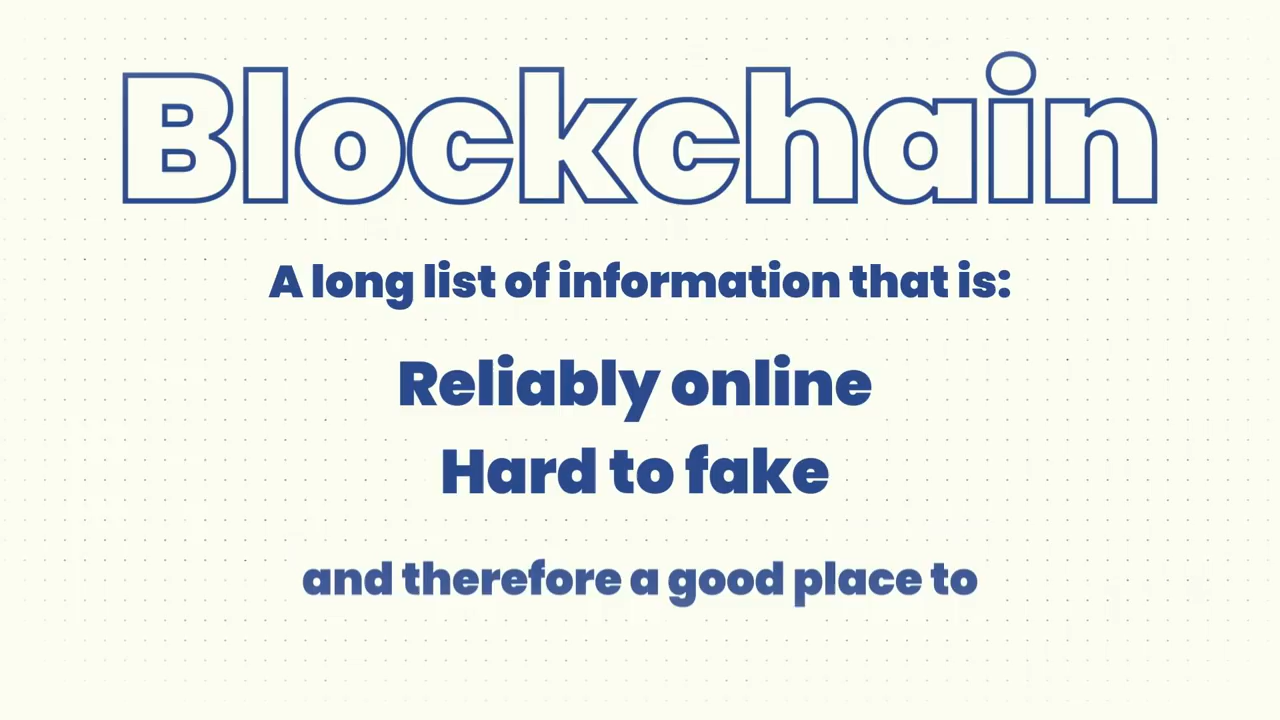 Blockchain
A long list of information that is:
Reliably online
Hard to fake
and therefore a good place to